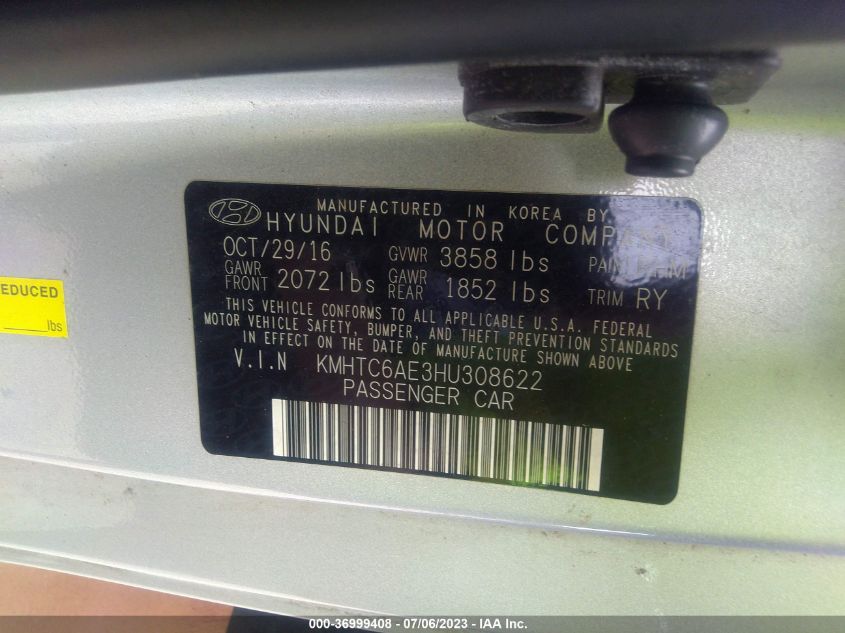 MANUFACTURED IN KOREA BY
HYUNDAI MOTOR COMPANY
OCT/29/16 GVWR 3858 lbs PAINT
GAWR FRONT 2072 lbs GAWR REAR 1852 lbs TRIM RY
THIS VEHICLE CONFORMS TO ALL APPLICABLE U.S.A. FEDERAL
MOTOR VEHICLE SAFETY, BUMPER, AND THEFT PREVENTION STANDARDS
IN EFFECT ON THE DATE OF MANUFACTURE SHOWN ABOVE
V.I.N KMHTC6AE3HU308622
PASSENGER CAR
EDUCED
lbs
000-36999408 - 07/06/2023 - IAA Inc.